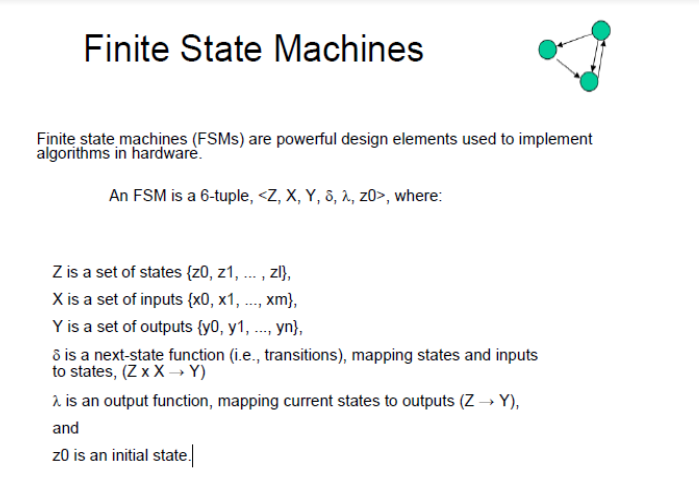 Finite State Machines
Finite state machines (FSMs) are powerful design elements used to implement
algorithms in hardware.
An FSM is a 6-tuple, <Z, X, Y, δ, λ, z0>, where:
Z is a set of states {z0, z1, ... , zl},
X is a set of inputs {x0, x1, ..., xm},
Y is a set of outputs {y0, y1, ..., yn},
δ is a next-state function (i.e., transitions), mapping states and inputs
to states, (Z x X → Y)
λ is an output function, mapping current states to outputs (Z → Y),
and
z0 is an initial state.